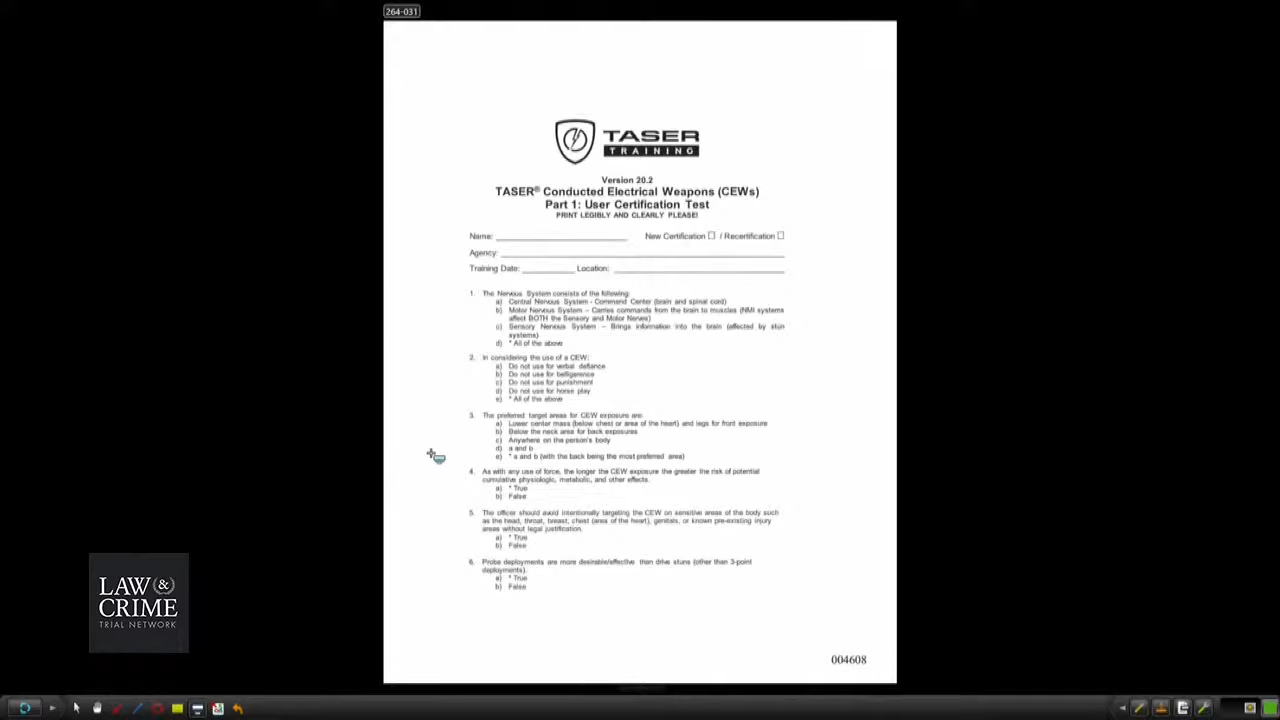 264-031
TASER
TRAINING
Version 20.2
TASER® Conducted Electrical Weapons (CEWs)
Part 1: User Certification Test
PRINT LEGIBLY AND CLEARLY PLEASE!
Name: New Certification ☐ / Recertification ☐
Agency:
Training Date: Location:
1. The Nervous System consists of the following:
a) Central Nervous System - Command Center (brain and spinal cord)
b) Motor Nervous System – Carries commands from the brain to muscles (NMI systems
affect BOTH the Sensory and Motor Nerves)
c) Sensory Nervous System – Brings information into the brain (affected by stun
systems)
d) * All of the above
2. In considering the use of a CEW:
a) Do not use for verbal defiance
b) Do not use for belligerence
c) Do not use for punishment
d) Do not use for horse play
e) * All of the above
3. The preferred target areas for CEW exposure are:
a) Lower center mass (below chest or area of the heart) and legs for front exposure
b) Below the neck area for back exposures
c) Anywhere on the person's body
d) a and b
e) * a and b (with the back being the most preferred area)
4. As with any use of force, the longer the CEW exposure the greater the risk of potential
cumulative physiologic, metabolic, and other effects.
a) * True
b) False
5. The officer should avoid intentionally targeting the CEW on sensitive areas of the body such
as the head, throat, breast, chest (area of the heart), genitals, or known pre-existing injury
areas without legal justification.
a) * True
b) False
6. Probe deployments are more desirable/effective than drive stuns (other than 3-point
deployments).
a) * True
b) False
LAW &
CRIME
TRIAL NETWORK
004608